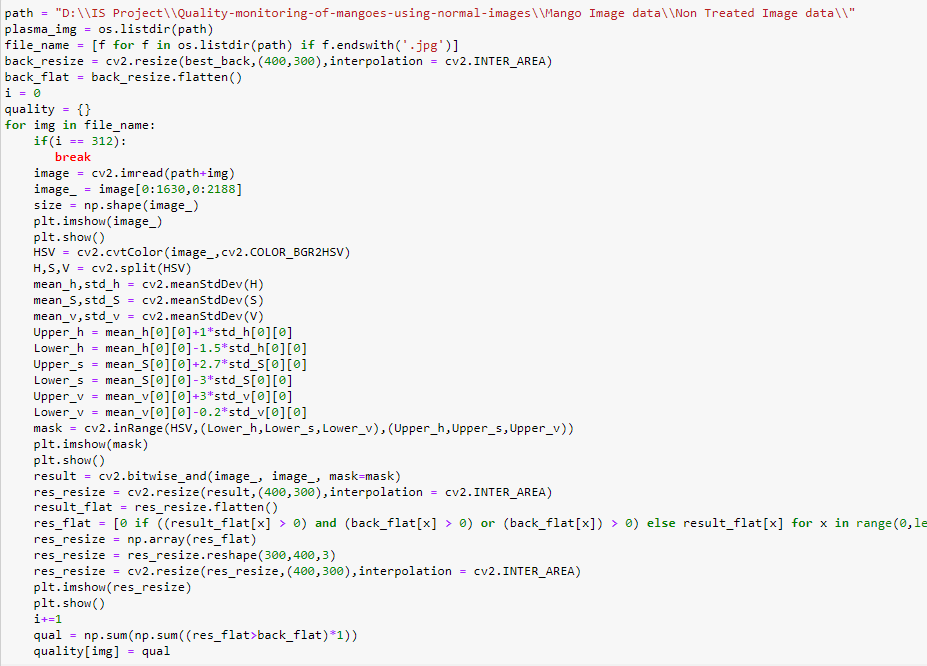 path = "D:\\IS Project\\Quality-monitoring-of-mangoes-using-normal-images\\Mango Image data\\Non Treated Image data\\"
plasma_img = os.listdir(path)
file_name = [f for f in os.listdir(path) if f.endswith('.jpg')]
back_resize = cv2.resize(best_back,(400,300),interpolation = cv2.INTER_AREA)
back_flat = back_resize.flatten()
i = 0
quality = {}
for img in file_name:
    if(i == 312):
       break
    image = cv2.imread(path+img)
    image_ = image[0:1630,0:2188]
    size = np.shape(image_)
    plt.imshow(image_)
    plt.show()
    HSV = cv2.cvtColor(image_,cv2.COLOR_BGR2HSV)
    H,S,V = cv2.split(HSV)
    mean_h,std_h = cv2.meanStdDev(H)
    mean_S,std_S = cv2.meanStdDev(S)
    mean_v,std_v = cv2.meanStdDev(V)
    Upper_h = mean_h[0][0]+1*std_h[0][0]
    Lower_h = mean_h[0][0]-1.5*std_h[0][0]
    Upper_s = mean_S[0][0]+2.7*std_S[0][0]
    Lower_s = mean_S[0][0]-3*std_S[0][0]
    Upper_v = mean_v[0][0]+3*std_v[0][0]
    Lower_v = mean_v[0][0]-0.2*std_v[0][0]
    mask = cv2.inRange(HSV,(Lower_h,Lower_s,Lower_v),(Upper_h,Upper_s,Upper_v))
    plt.imshow(mask)
    plt.show()
    result = cv2.bitwise_and(image_, image_, mask=mask)
    res_resize = cv2.resize(result,(400,300),interpolation = cv2.INTER_AREA)
    result_flat = res_resize.flatten()
    res_flat = [0 if ((result_flat[x] > 0) and (back_flat[x] > 0) or (back_flat[x]) > 0) else result_flat[x] for x in range(0,le
    res_resize = np.array(res_flat)
    res_resize = res_resize.reshape(300,400,3)
    res_resize = cv2.resize(res_resize,(400,300),interpolation = cv2.INTER_AREA)
    plt.imshow(res_resize)
    plt.show()
    i+=1
    qual = np.sum(np.sum((res_flat>back_flat)*1))
    quality[img] = qual